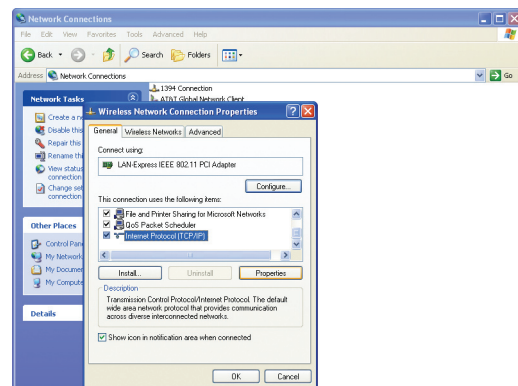 Network Connections
File Edit View Favorites Tools Advanced Help
Back Search Folders
Address Network Connections Go
1394 Connection
AT&T Global Network Client
Network Tasks
Create a ne
Disable this
Repair this
Rename thi
View status
connection
Change set
connection
Other Places
Control Pan
My Network
My Documen
My Compute
Details
Wireless Network Connection Properties
General Wireless Networks Advanced
Connect using:
LAN-Express IEEE 802.11 PCI Adapter
Configure...
This connection uses the following items:
File and Printer Sharing for Microsoft Networks
QoS Packet Scheduler
Internet Protocol (TCP/IP)
Install... Uninstall Properties
Description
Transmission Control Protocol/Internet Protocol. The default
wide area network protocol that provides communication
across diverse interconnected networks.
Show icon in notification area when connected
OK Cancel